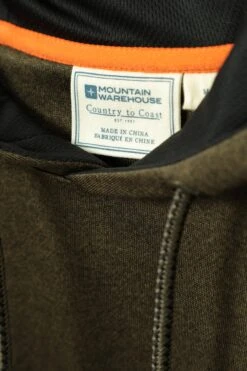 MOUNTAIN
WAREHOUSE
Country to Coast
EST. 1997
MADE IN CHINA
FABRIQUÉ EN CHINE